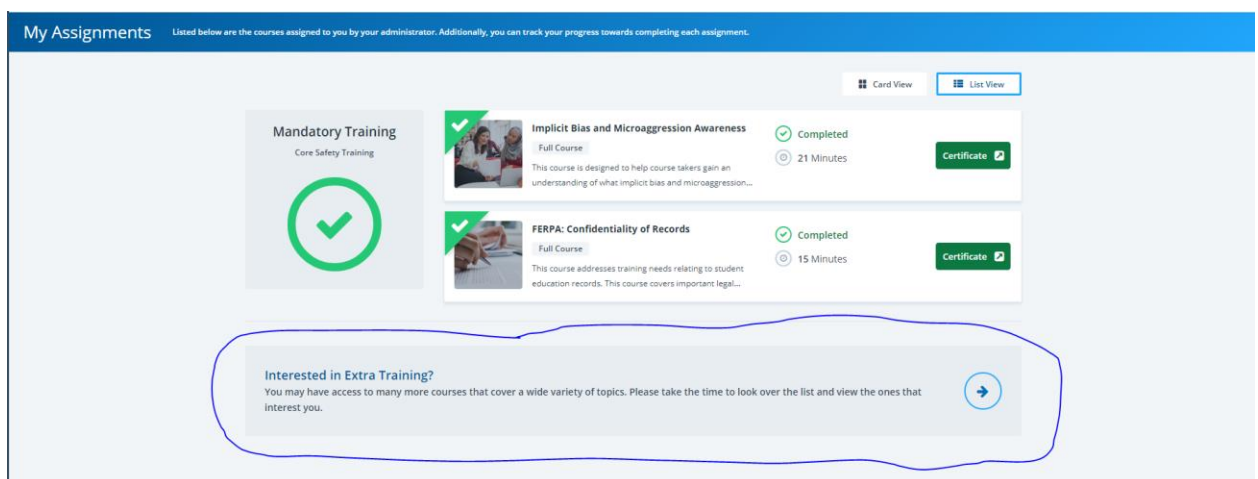 My Assignments
Listed below are the courses assigned to you by your administrator. Additionally, you can track your progress towards completing each assignment.
Card View
List View
Mandatory Training
Core Safety Training
Implicit Bias and Microaggression Awareness
Full Course
This course is designed to help course takers gain an
understanding of what implicit bias and microaggression...
Completed
21 Minutes
Certificate
FERPA: Confidentiality of Records
Full Course
This course addresses training needs relating to student
education records. This course covers important legal...
Completed
15 Minutes
Certificate
Interested in Extra Training?
You may have access to many more courses that cover a wide variety of topics. Please take the time to look over the list and view the ones that
interest you.